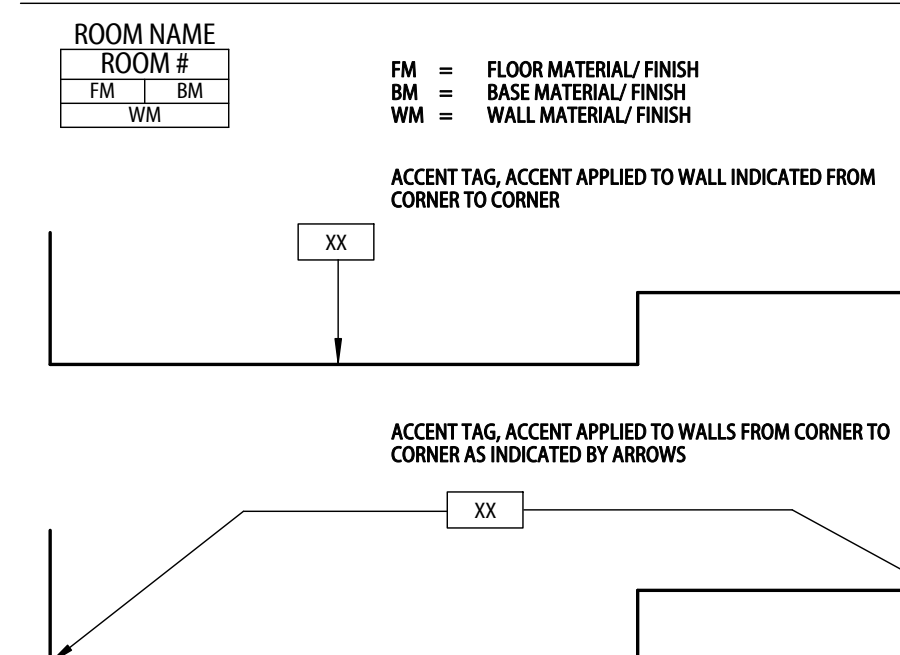 ROOM NAME
ROOM #
FM BM
WM
FM = FLOOR MATERIAL/ FINISH
BM = BASE MATERIAL/ FINISH
WM = WALL MATERIAL/ FINISH
ACCENT TAG, ACCENT APPLIED TO WALL INDICATED FROM
CORNER TO CORNER
XX
ACCENT TAG, ACCENT APPLIED TO WALLS FROM CORNER TO
CORNER AS INDICATED BY ARROWS
XX